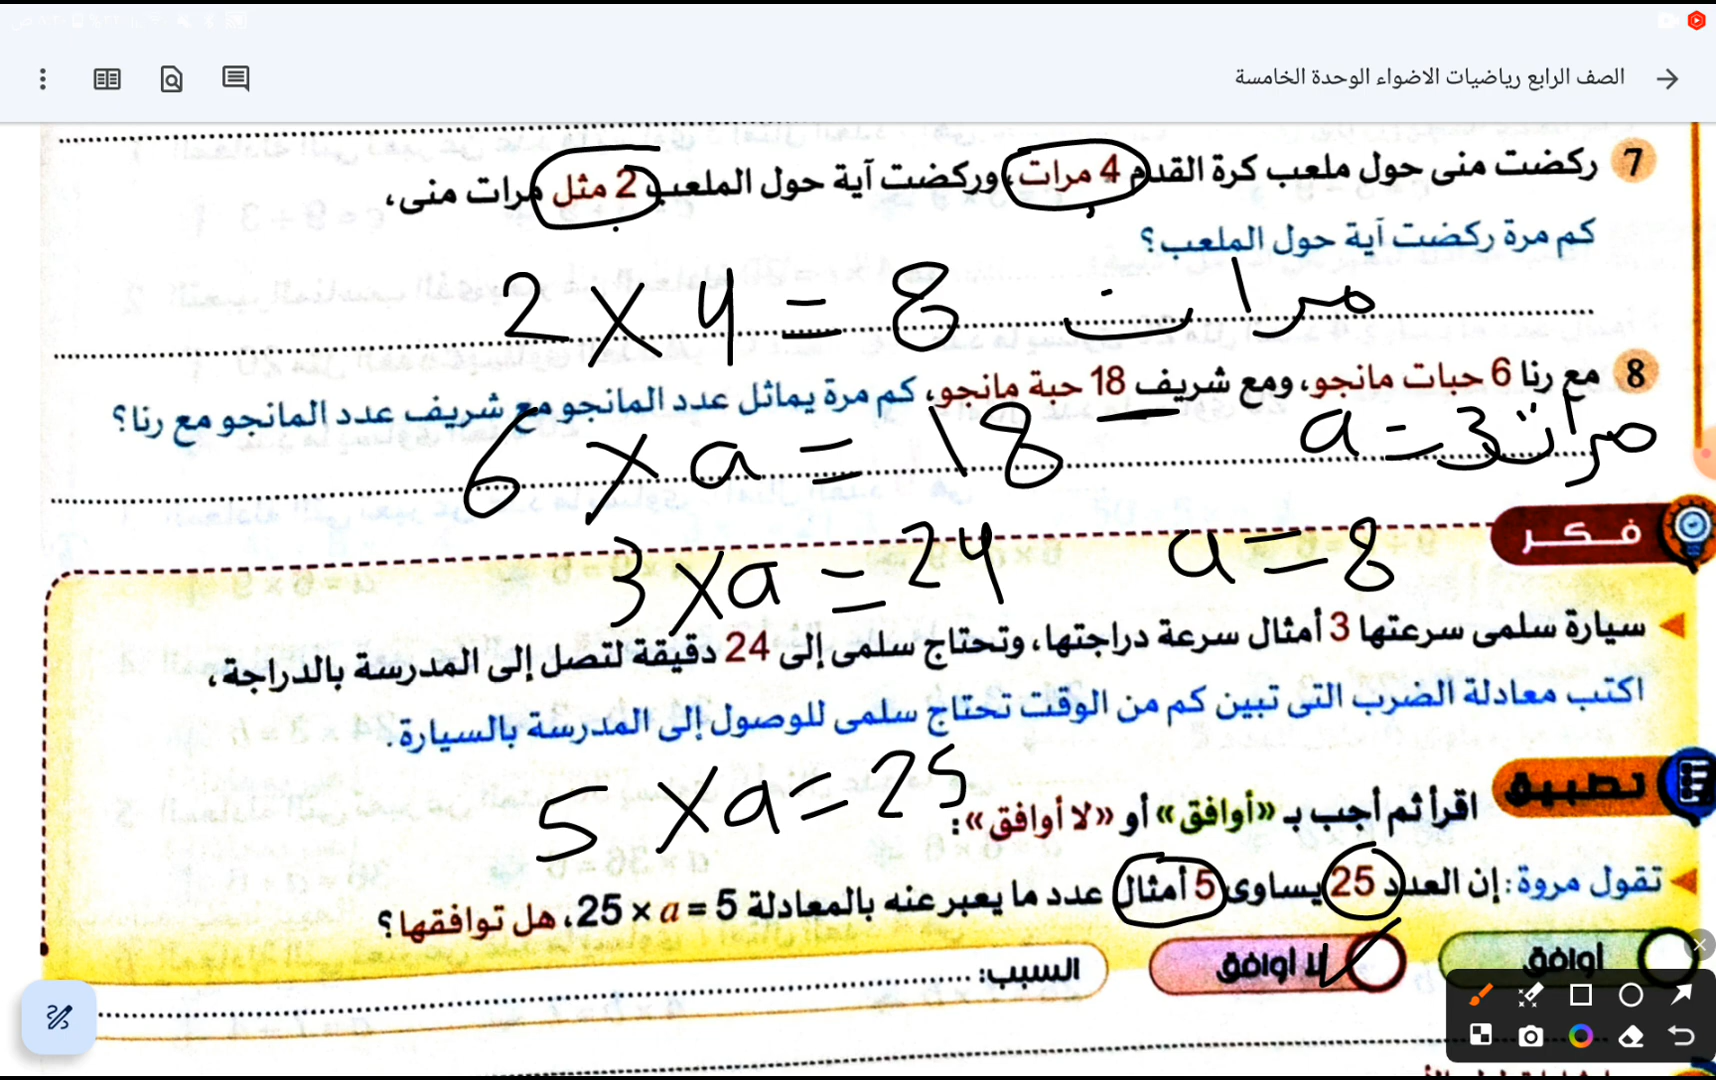 الصف الرابع رياضيات الاضواء الوحدة الخامسة
7 ركضت منى حول ملعب كرة القدم 4 مرات، وركضت آية حول الملعب 2 مثل مرات منى،
كم مرة ركضت آية حول الملعب؟
2 × 4 = 8 مرات
8 مع رنا 6 حبات مانجو، ومع شريف 18 حبة مانجو، كم مرة يماثل عدد المانجو مع شريف عدد المانجو مع رنا؟
6 × a = 18 a = 3 مرات
فكر
3 × a = 24 a = 8
سيارة سلمى سرعتها 3 أمثال سرعة دراجتها، وتحتاج سلمى إلى 24 دقيقة لتصل إلى المدرسة بالدراجة،
اكتب معادلة الضرب التى تبين كم من الوقت تحتاج سلمى للوصول إلى المدرسة بالسيارة.
5 × a = 25
تطبيق اقرأ ثم أجب بـ «أوافق» أو «لا أوافق»:
تقول مروة: إن العدد 25 يساوى 5 أمثال عدد ما يعبر عنه بالمعادلة 25 × a = 5، هل توافقها؟
أوافق لا أوافق السبب: